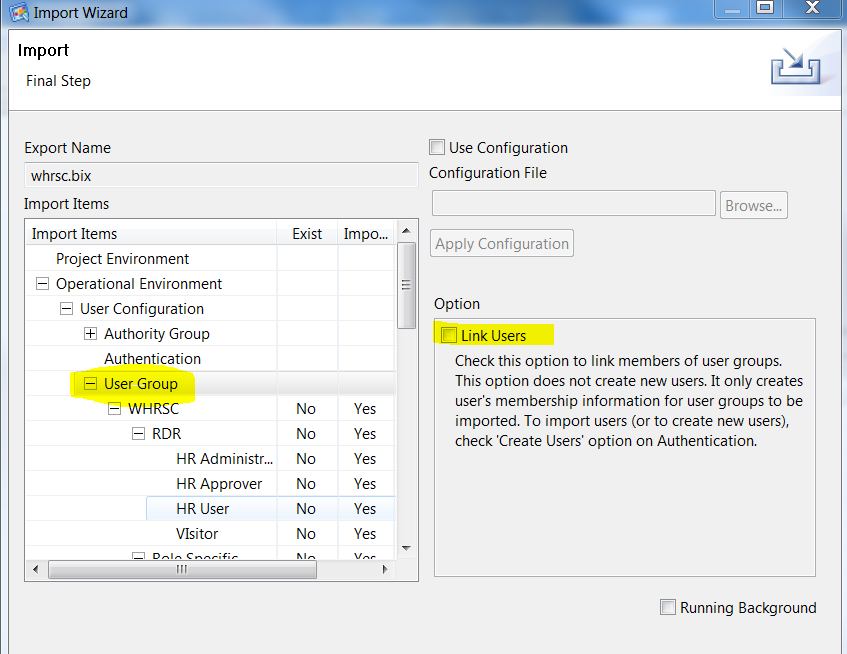 Import Wizard
Import
Final Step
Export Name
whrsc.bix
Import Items
Import Items Exist Impo...
Project Environment
Operational Environment
User Configuration
Authority Group
Authentication
User Group
WHRSC No Yes
RDR No Yes
HR Administr... No Yes
HR Approver No Yes
HR User No Yes
VIsitor No Yes
Role Specific No Yes
Use Configuration
Configuration File
Browse...
Apply Configuration
Option
Link Users
Check this option to link members of user groups.
This option does not create new users. It only creates
user's membership information for user groups to be
imported. To import users (or to create new users),
check 'Create Users' option on Authentication.
Running Background